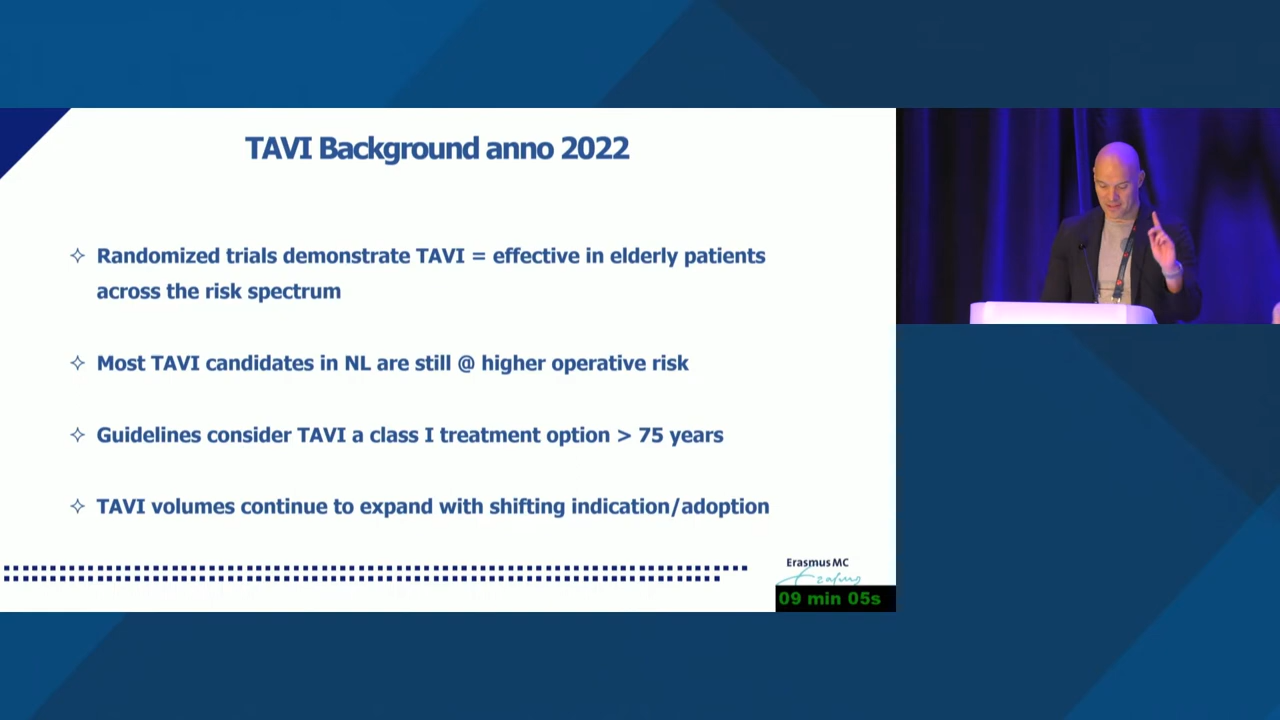 TAVI Background anno 2022
✧ Randomized trials demonstrate TAVI = effective in elderly patients
across the risk spectrum
✧ Most TAVI candidates in NL are still @ higher operative risk
✧ Guidelines consider TAVI a class I treatment option > 75 years
✧ TAVI volumes continue to expand with shifting indication/adoption
Erasmus MC
Erasmus
09 min 05s